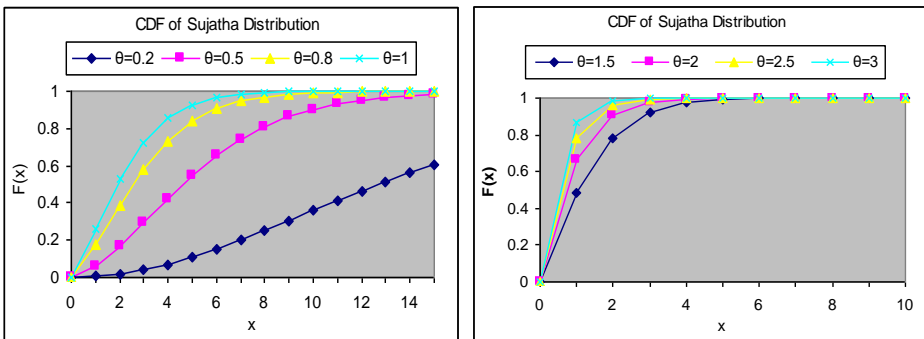 CDF of Sujatha Distribution
θ=0.2 θ=0.5 θ=0.8 θ=1
1
0.8
0.6
0.4
0.2
0
F(x)
0 2 4 6 8 10 12 14
x
CDF of Sujatha Distribution
θ=1.5 θ=2 θ=2.5 θ=3
1
0.8
0.6
0.4
0.2
0
F(x)
0 2 4 6 8 10
x